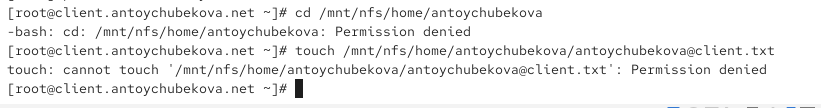 [root@client.antoychubekova.net ~]# cd /mnt/nfs/home/antoychubekova
-bash: cd: /mnt/nfs/home/antoychubekova: Permission denied
[root@client.antoychubekova.net ~]# touch /mnt/nfs/home/antoychubekova/antoychubekova@client.txt
touch: cannot touch '/mnt/nfs/home/antoychubekova/antoychubekova@client.txt': Permission denied
[root@client.antoychubekova.net ~]#